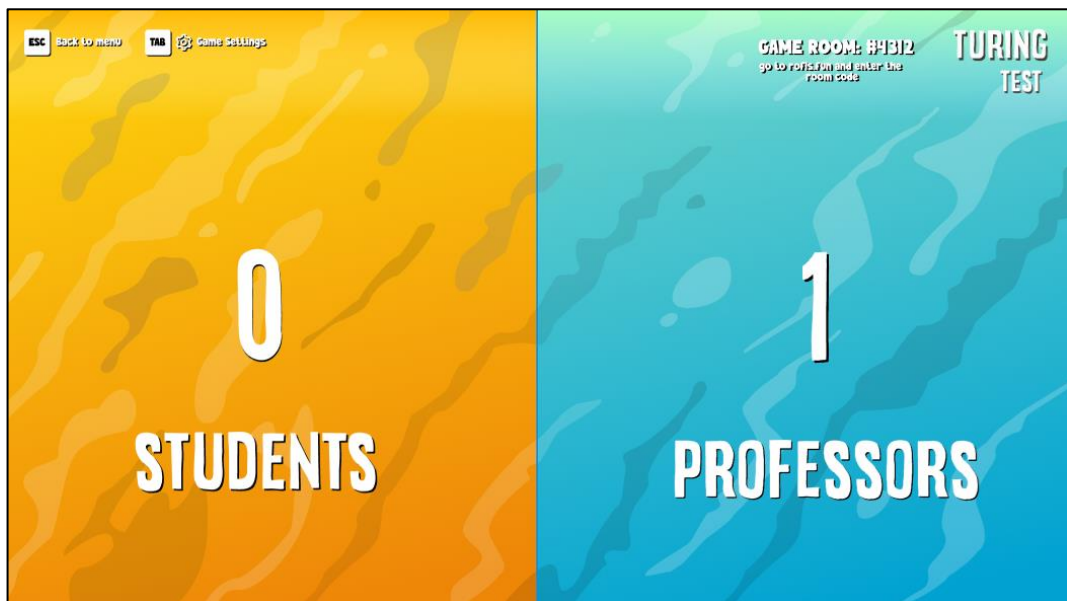 ESC Back to menu TAB Game Settings
GAME ROOM: #4312
go to rofis.fun and enter the
room code
TURING
TEST
0
STUDENTS
1
PROFESSORS